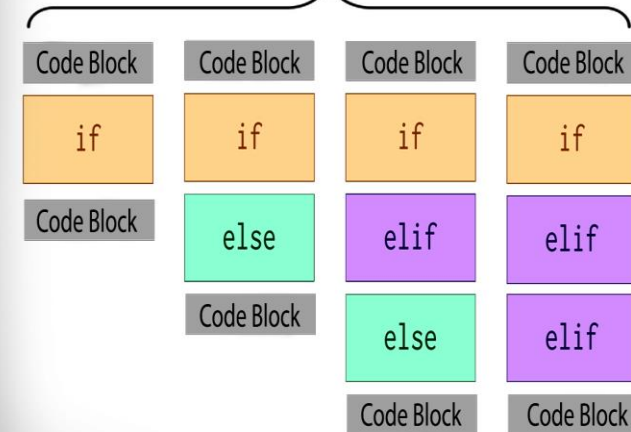 Code Block Code Block Code Block Code Block
if if if if
Code Block else elif elif
Code Block else elif
Code Block Code Block